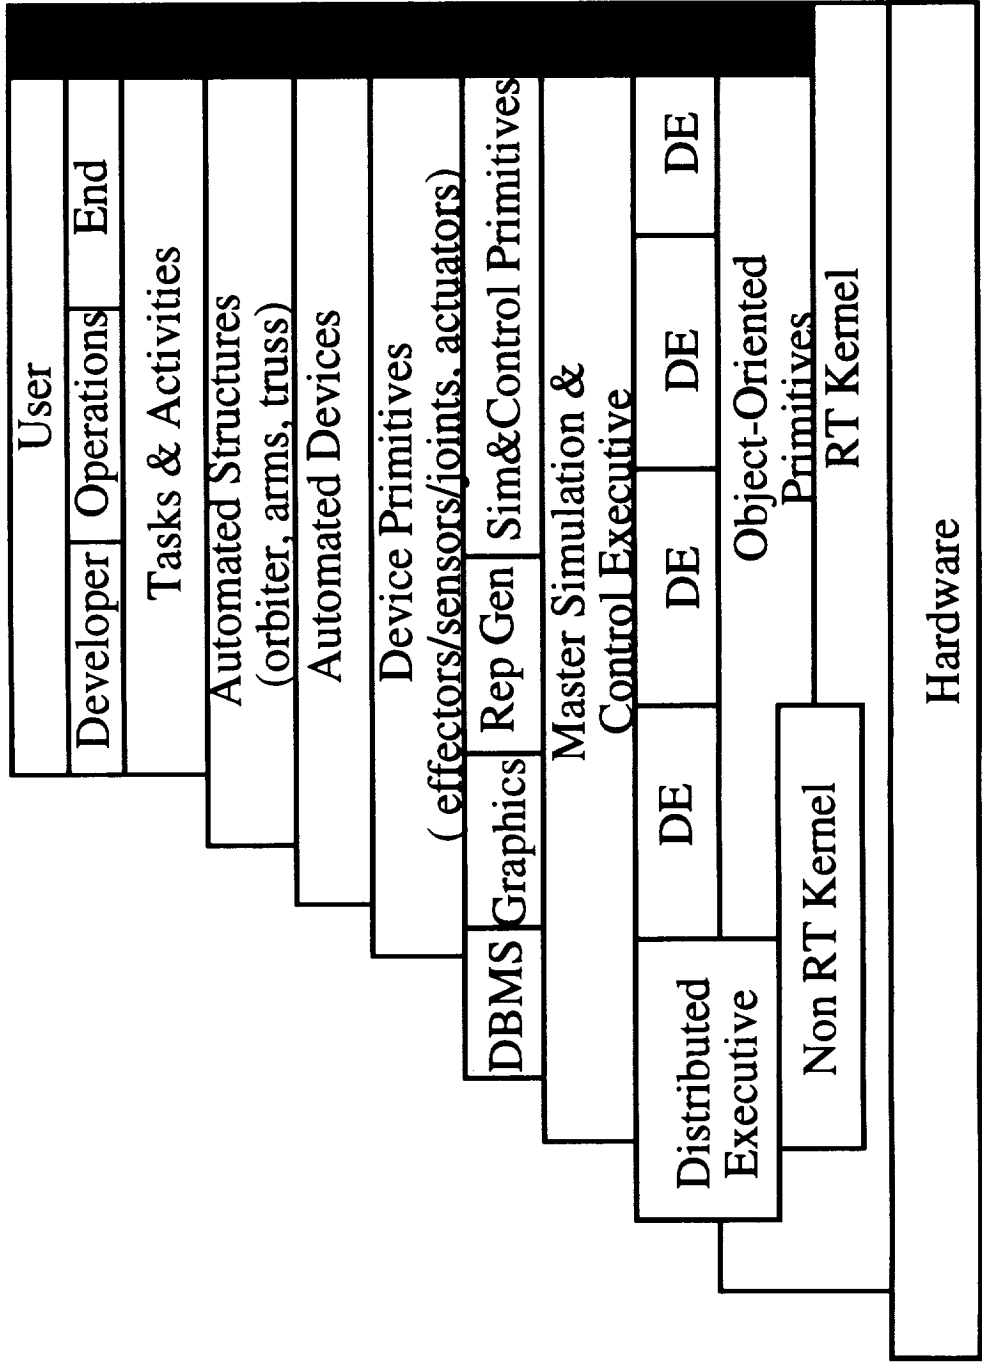 User
Developer
Operations
End
Tasks & Activities
Automated Structures
(orbiter, arms, truss)
Automated Devices
Device Primitives
( effectors/sensors/joints, actuators)
DBMS
Graphics
Rep Gen
Sim&Control Primitives
Master Simulation &
Control Executive
Distributed
Executive
DE
DE
DE
DE
Object-Oriented
Primitives
Non RT Kernel
RT Kernel
Hardware